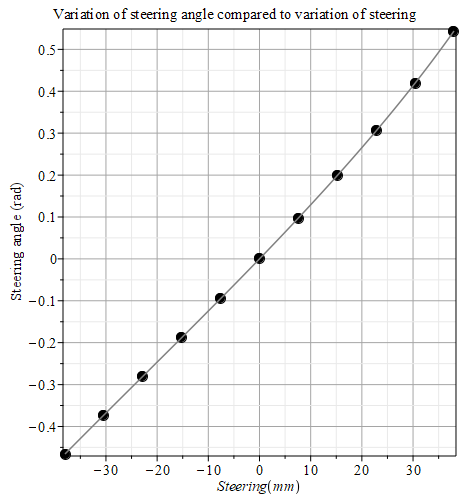 Variation of steering angle compared to variation of steering
Steering angle (rad)
0.5
0.4
0.3
0.2
0.1
0
−0.1
−0.2
−0.3
−0.4
−30 −20 −10 0 10 20 30
Steering(mm)